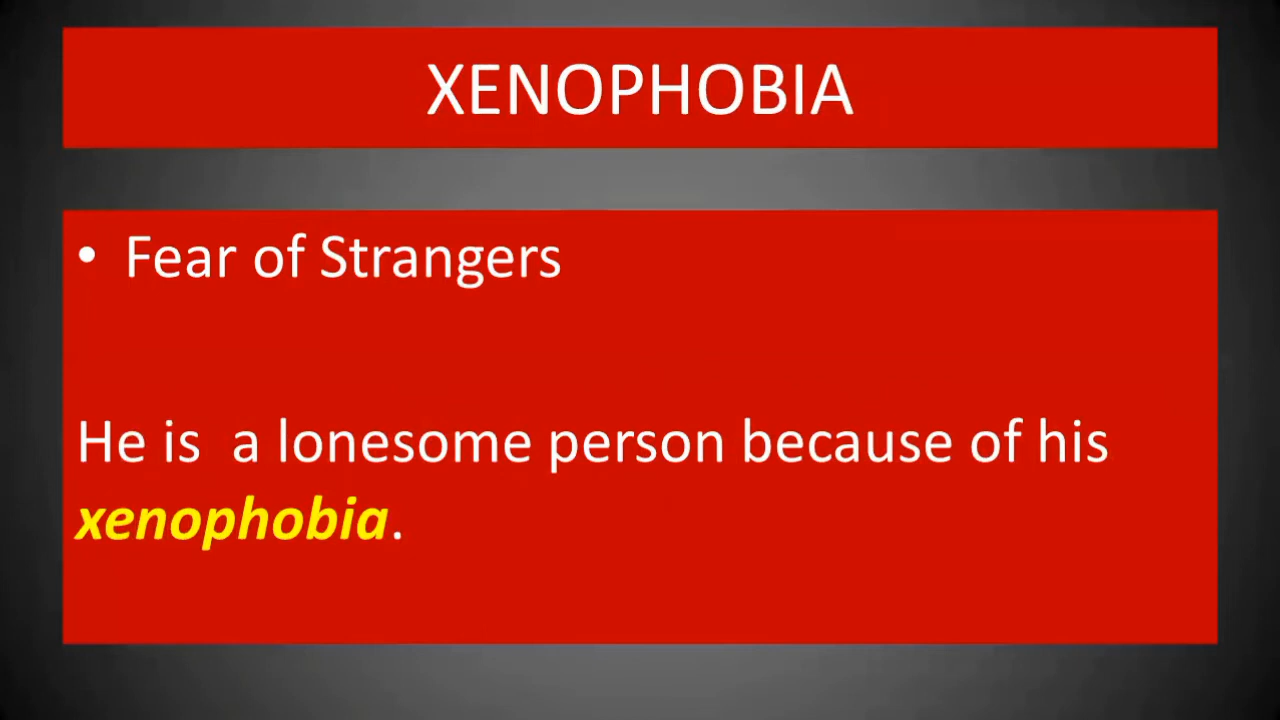 XENOPHOBIA
• Fear of Strangers
He is  a lonesome person because of his
xenophobia.